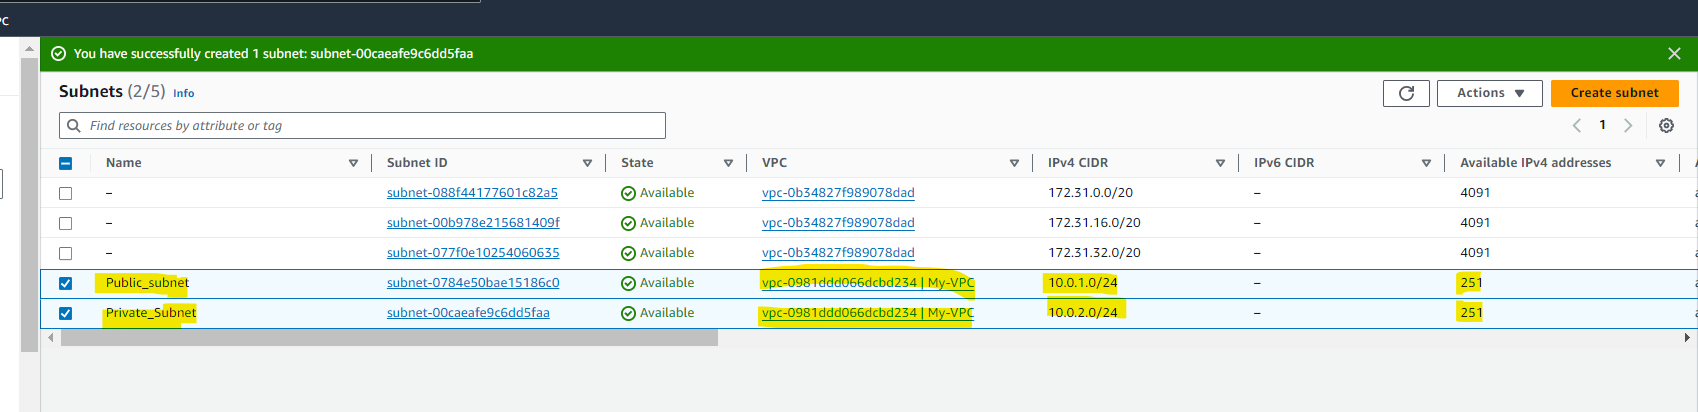 PC
You have successfully created 1 subnet: subnet-00caeafe9c6dd5faa
Subnets (2/5) Info
Actions
Create subnet
Find resources by attribute or tag
1
Name Subnet ID State VPC IPv4 CIDR IPv6 CIDR Available IPv4 addresses
– subnet-088f44177601c82a5 Available vpc-0b34827f989078dad 172.31.0.0/20 – 4091
– subnet-00b978e215681409f Available vpc-0b34827f989078dad 172.31.16.0/20 – 4091
– subnet-077f0e10254060635 Available vpc-0b34827f989078dad 172.31.32.0/20 – 4091
Public_subnet subnet-0784e50bae15186c0 Available vpc-0981ddd066dcbd234 | My-VPC 10.0.1.0/24 – 251
Private_Subnet subnet-00caeafe9c6dd5faa Available vpc-0981ddd066dcbd234 | My-VPC 10.0.2.0/24 – 251